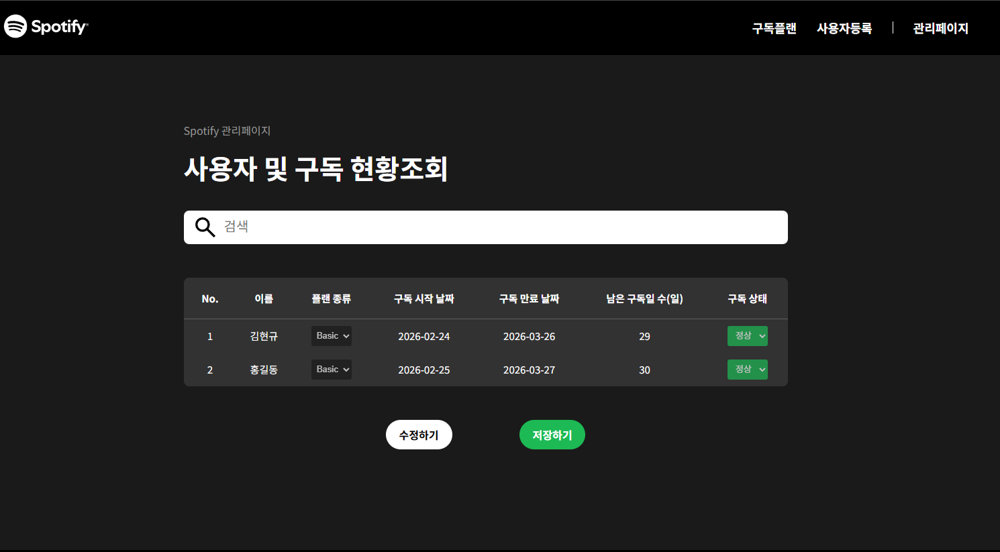 Spotify 구독플랜 사용자등록 관리페이지
Spotify 관리페이지
사용자 및 구독 현황조회
검색
No. 이름 플랜 종류 구독 시작 날짜 구독 만료 날짜 남은 구독일 수(일) 구독 상태
1 김현규 Basic 2026-02-24 2026-03-26 29 정상
2 홍길동 Basic 2026-02-25 2026-03-27 30 정상
수정하기 저장하기